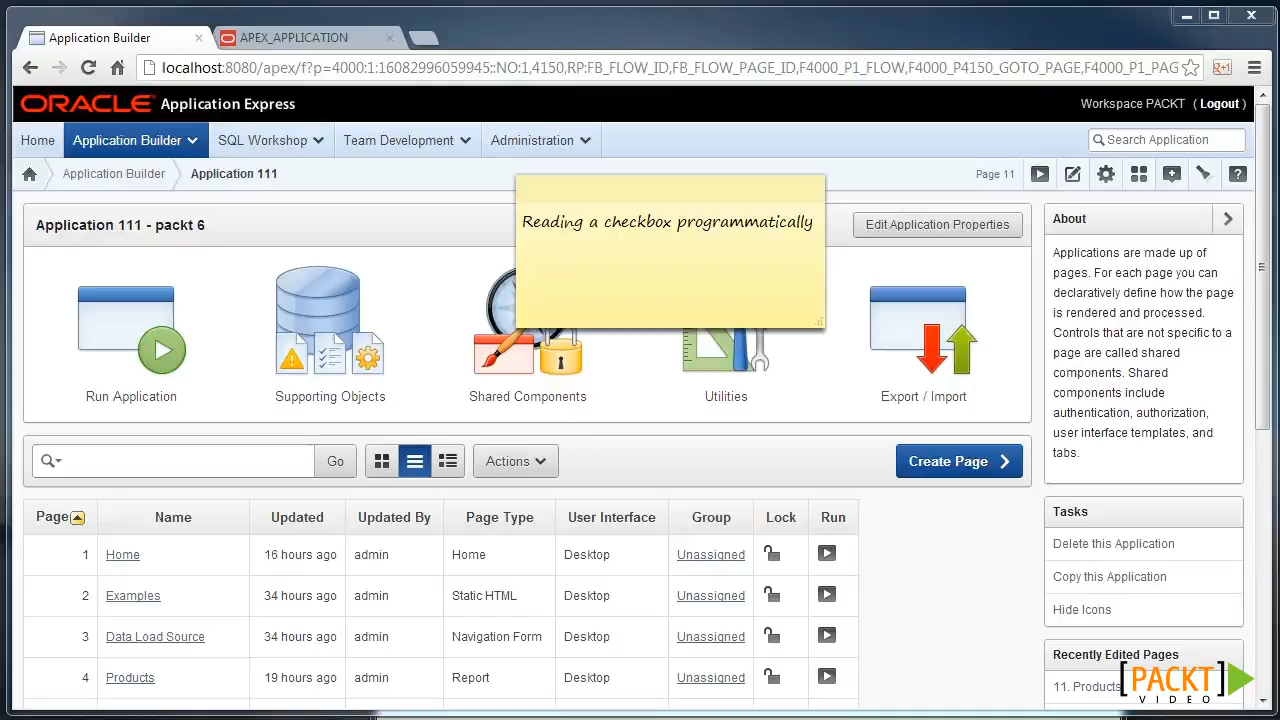 Application Builder
APEX_APPLICATION
localhost:8080/apex/f?p=4000:1:16082996059945::NO:1,4150:RP:FB_FLOW_ID,FB_FLOW_PAGE_ID,F4000_P1_FLOW,F4000_P4150_GOTO_PAGE,F4000_P1_PAG
ORACLE Application Express
Workspace PACKT ( Logout )
Home
Application Builder
SQL Workshop
Team Development
Administration
Search Application
Application Builder
Application 111
Page 11
Application 111 - packt 6
Edit Application Properties
Reading a checkbox programmatically
Run Application
Supporting Objects
Shared Components
Utilities
Export / Import
Go
Actions
Create Page
Page Name Updated Updated By Page Type User Interface Group Lock Run
1 Home 16 hours ago admin Home Desktop Unassigned
2 Examples 34 hours ago admin Static HTML Desktop Unassigned
3 Data Load Source 34 hours ago admin Navigation Form Desktop Unassigned
4 Products 19 hours ago admin Report Desktop Unassigned
About
Applications are made up of
pages. For each page you can
declaratively define how the page
is rendered and processed.
Controls that are not specific to a
page are called shared
components. Shared
components include
authentication, authorization,
user interface templates, and
tabs.
Tasks
Delete this Application
Copy this Application
Hide Icons
Recently Edited Pages
11. Products
[PACKT]
VIDEO